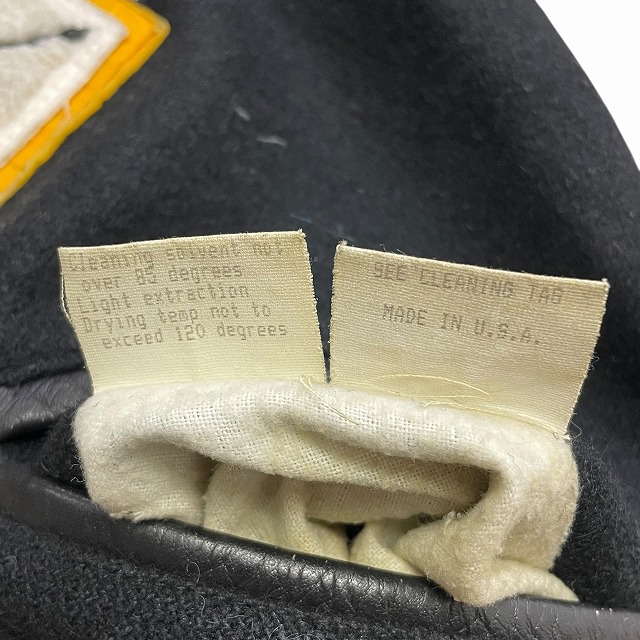 Cleaning solvent not
over 85 degrees
Light extraction
Drying temp not to
exceed 120 degrees
SEE CLEANING TAG
MADE IN U.S.A.